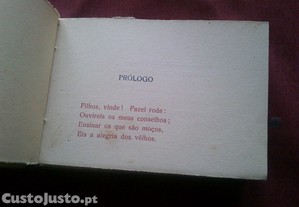 PRÓLOGO
Filhos, vinde! Fazei roda:
Ouvireis os meus conselhos;
Ensinar os que são moços,
Eis a alegria dos vélhos.
CustoJusto.pt